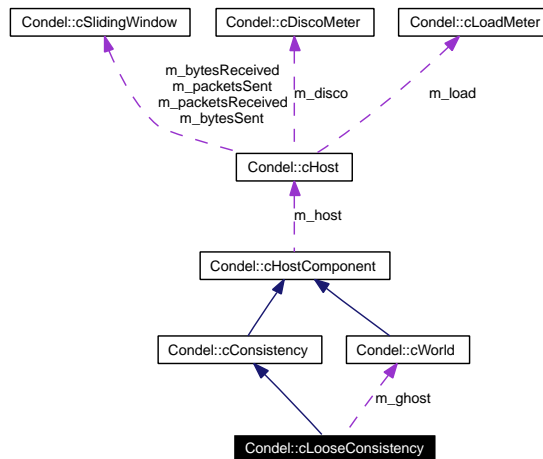 Condel::cSlidingWindow
Condel::cDiscoMeter
Condel::cLoadMeter
m_bytesReceived
m_packetsSent
m_packetsReceived
m_bytesSent
m_disco
m_load
Condel::cHost
m_host
Condel::cHostComponent
Condel::cConsistency
Condel::cWorld
m_ghost
Condel::cLooseConsistency